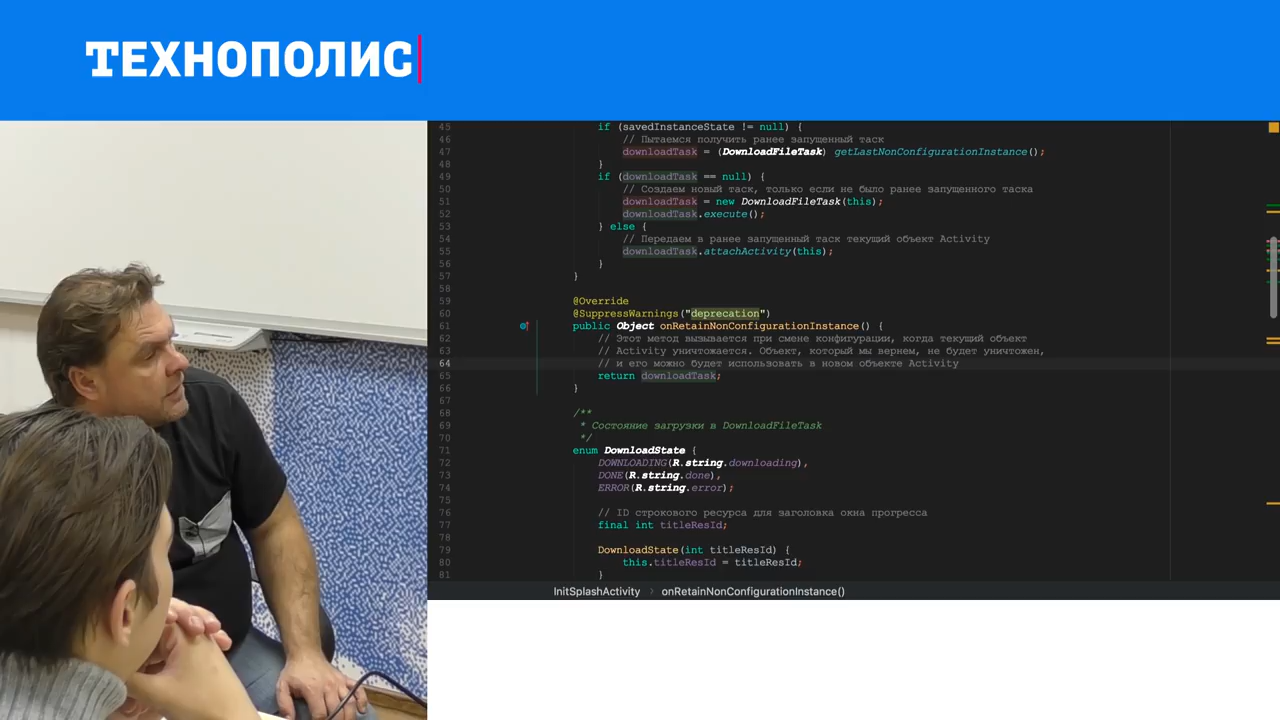 ТЕХНОПОЛИС
45 if (savedInstanceState != null) {
46 // Пытаемся получить ранее запущенный таск
47 downloadTask = (DownloadFileTask) getLastNonConfigurationInstance();
48 }
49 if (downloadTask == null) {
50 // Создаем новый таск, только если не было ранее запущенного таска
51 downloadTask = new DownloadFileTask(this);
52 downloadTask.execute();
53 } else {
54 // Передаем в ранее запущенный таск текущий объект Activity
55 downloadTask.attachActivity(this);
56 }
57 }
58
59 @Override
60 @SuppressWarnings("deprecation")
61 public Object onRetainNonConfigurationInstance() {
62 // Этот метод вызывается при смене конфигурации, когда текущий объект
63 // Activity уничтожается. Объект, который мы вернем, не будет уничтожен,
64 // и его можно будет использовать в новом объекте Activity
65 return downloadTask;
66 }
67
68 /**
69 * Состояние загрузки в DownloadFileTask
70 */
71 enum DownloadState {
72 DOWNLOADING(R.string.downloading),
73 DONE(R.string.done),
74 ERROR(R.string.error);
75
76 // ID строкового ресурса для заголовка окна прогресса
77 final int titleResId;
78
79 DownloadState(int titleResId) {
80 this.titleResId = titleResId;
81 }
InitSplashActivity › onRetainNonConfigurationInstance()